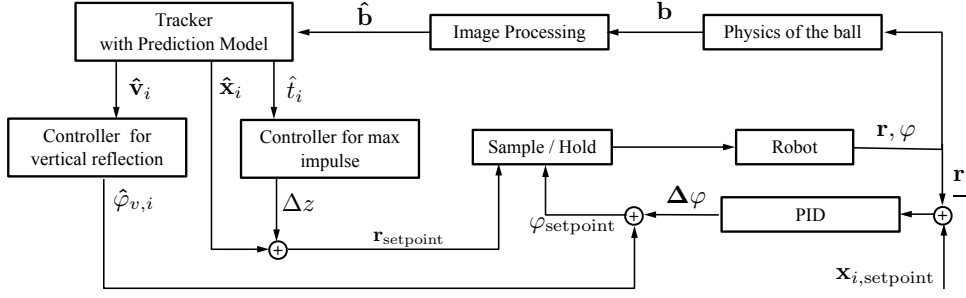 Tracker
with Prediction Model
b̂
Image Processing
b
Physics of the ball
v̂ᵢ
x̂ᵢ
t̂ᵢ
Controller for
vertical reflection
Controller for max
impulse
Sample / Hold
Robot
r, φ
r
φ̂ᵥ,ᵢ
Δz
r_setpoint
φ_setpoint
+
+
Δφ
PID
+
−
x_i,setpoint